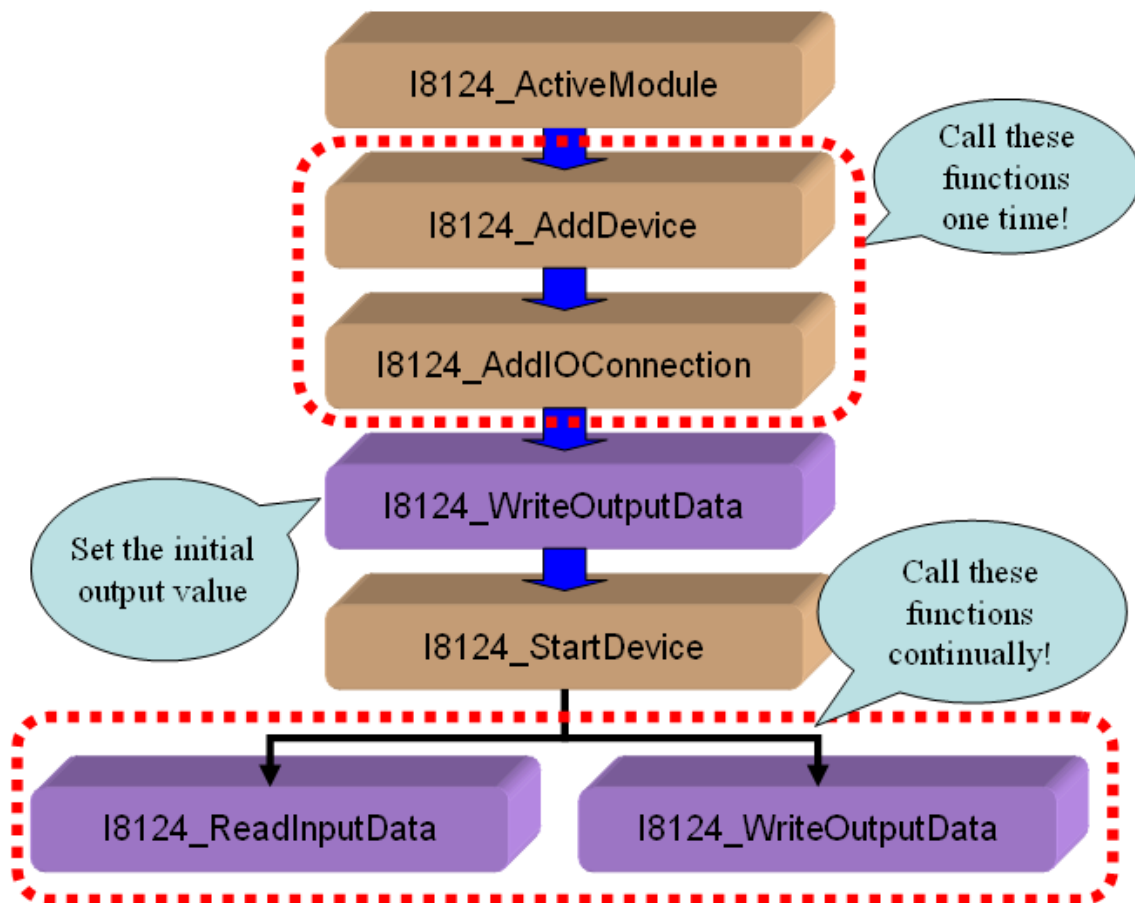 I8124_ActiveModule
Call these
functions
one time!
I8124_AddDevice
I8124_AddIOConnection
I8124_WriteOutputData
Set the initial
output value
I8124_StartDevice
Call these
functions
continually!
I8124_ReadInputData
I8124_WriteOutputData